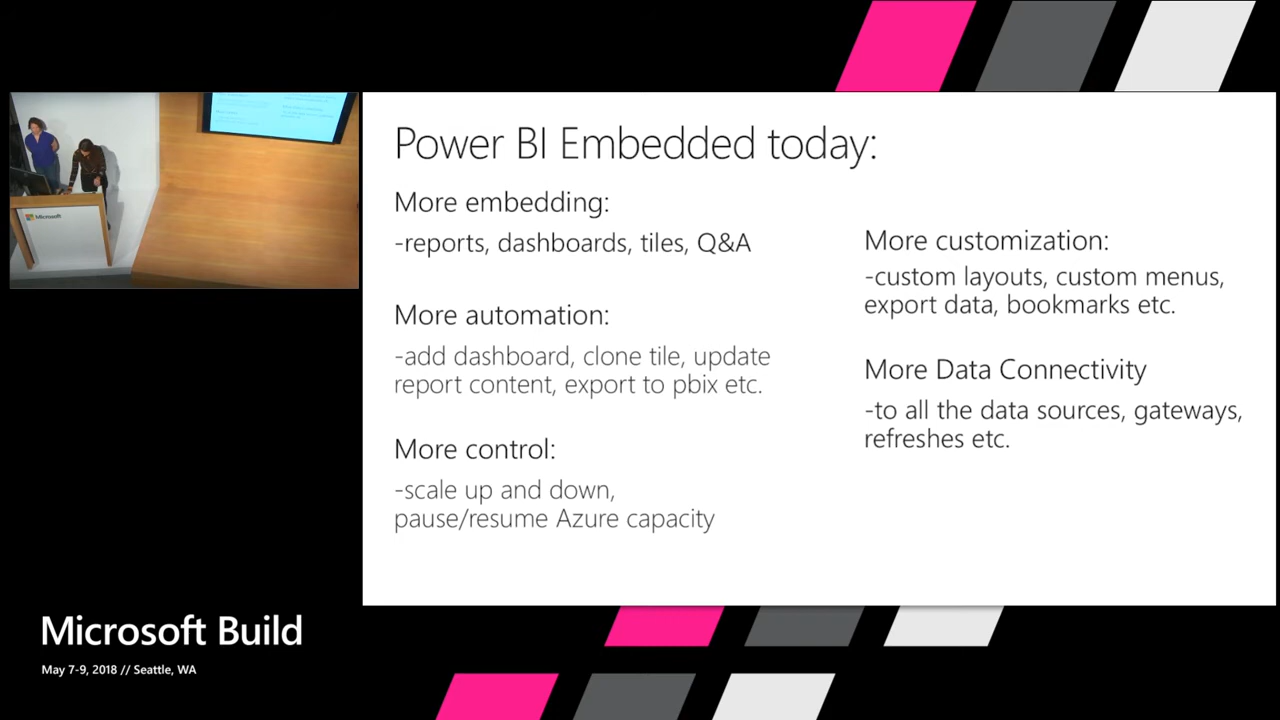 Power BI Embedded today:
More embedding:
-reports, dashboards, tiles, Q&A
More automation:
-add dashboard, clone tile, update
report content, export to pbix etc.
More control:
-scale up and down,
pause/resume Azure capacity
More customization:
-custom layouts, custom menus,
export data, bookmarks etc.
More Data Connectivity
-to all the data sources, gateways,
refreshes etc.
Microsoft
Microsoft Build
May 7-9, 2018 // Seattle, WA